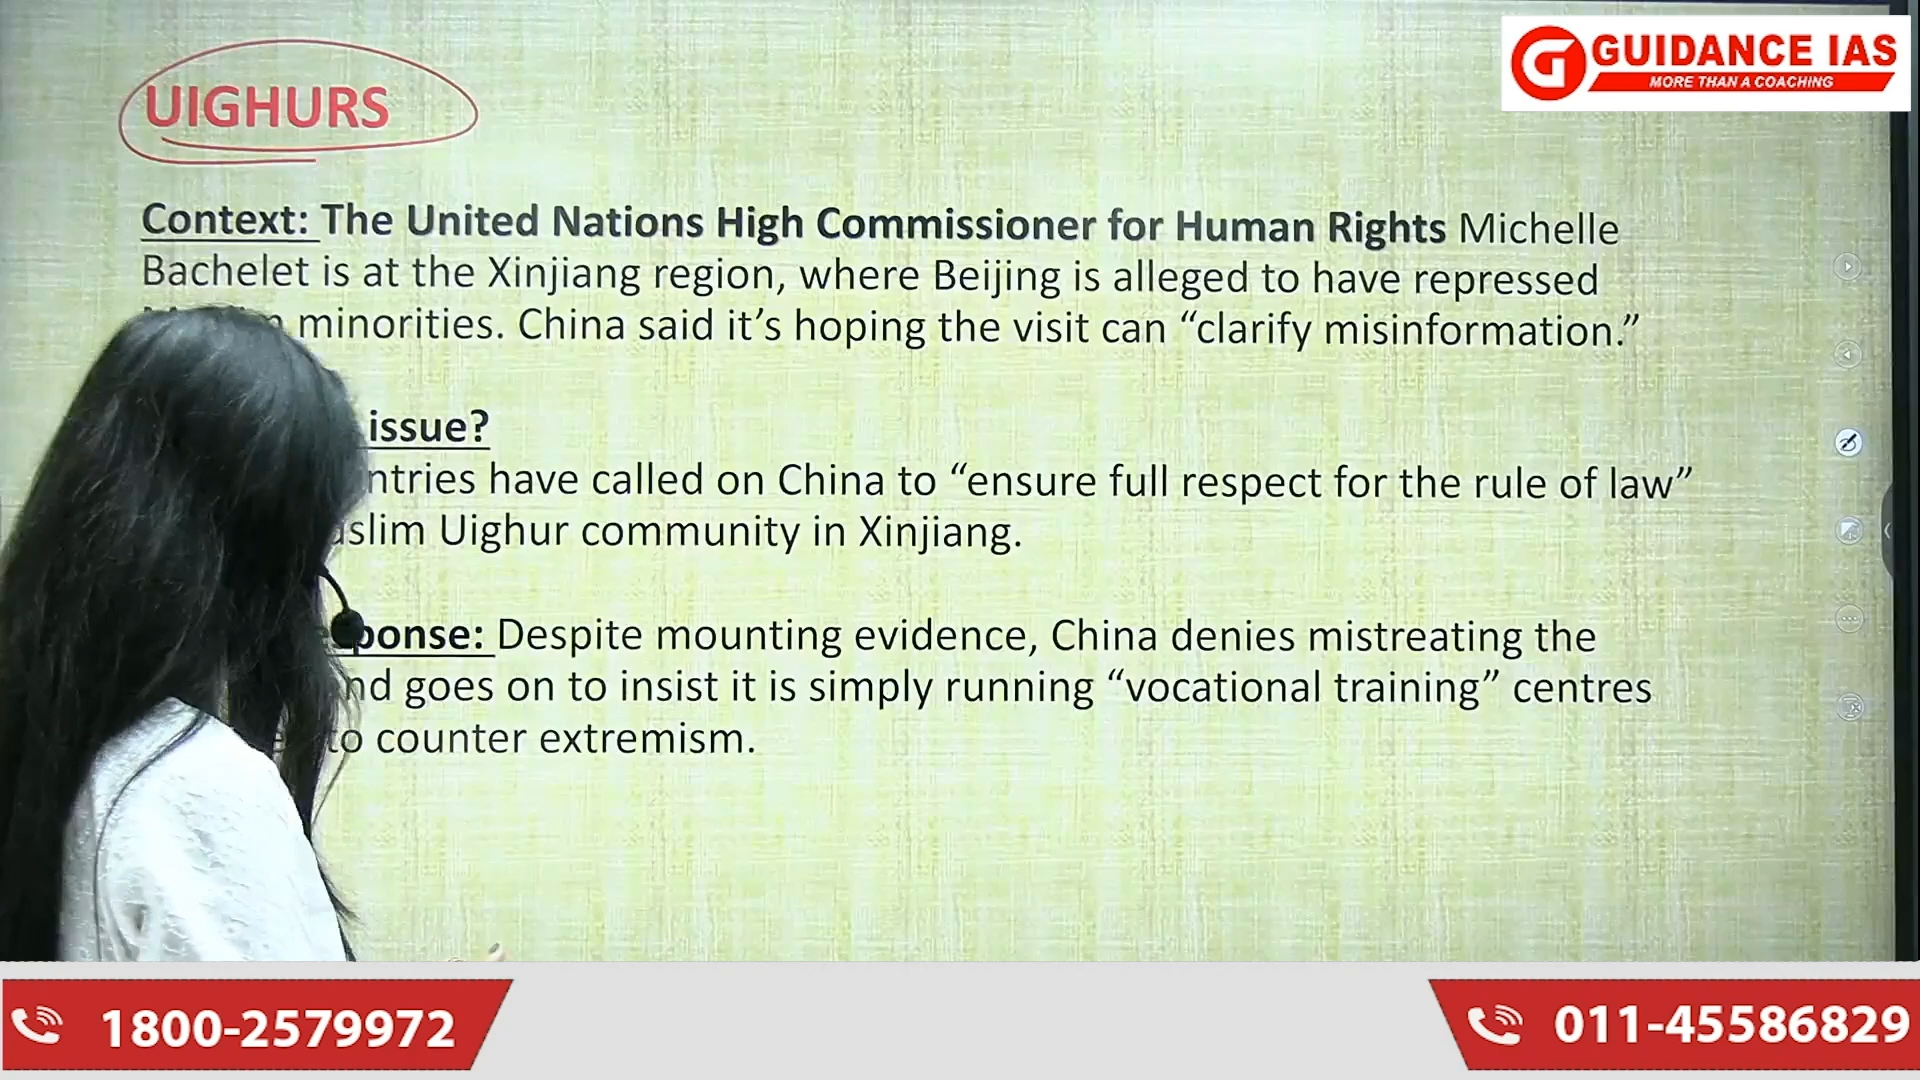 GUIDANCE IAS
MORE THAN A COACHING
UIGHURS
Context: The United Nations High Commissioner for Human Rights Michelle
Bachelet is at the Xinjiang region, where Beijing is alleged to have repressed
minorities. China said it’s hoping the visit can “clarify misinformation.”
issue?
have called on China to “ensure full respect for the rule of law”
Uighur community in Xinjiang.
Despite mounting evidence, China denies mistreating the
goes on to insist it is simply running “vocational training” centres
to counter extremism.
1800-2579972
011-45586829